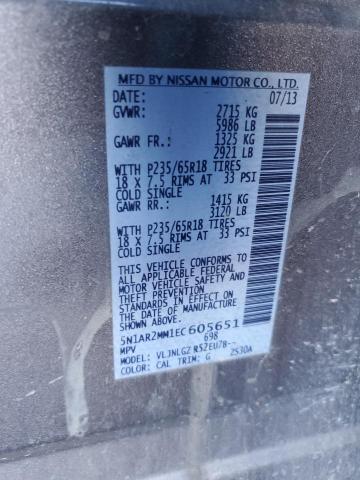 MFD BY NISSAN MOTOR CO., LTD.
DATE: 07/13
GVWR: 2715 KG
5986 LB
GAWR FR.: 1325 KG
2921 LB
WITH P235/65R18 TIRES
18 X 7.5 RIMS AT 33 PSI
COLD SINGLE
GAWR RR.: 1415 KG
3120 LB
WITH P235/65R18 TIRES
18 X 7.5 RIMS AT 33 PSI
COLD SINGLE
THIS VEHICLE CONFORMS TO
ALL APPLICABLE FEDERAL
MOTOR VEHICLE SAFETY AND
BUMPER STANDARDS IN
EFFECT ON THE DATE OF
MANUFACTURE SHOWN ABOVE
5N1AR2MM1EC605651
MPV 698
VLJNLGZ R52EU7B--
COLOR: CAL TRIM: G 2S30A